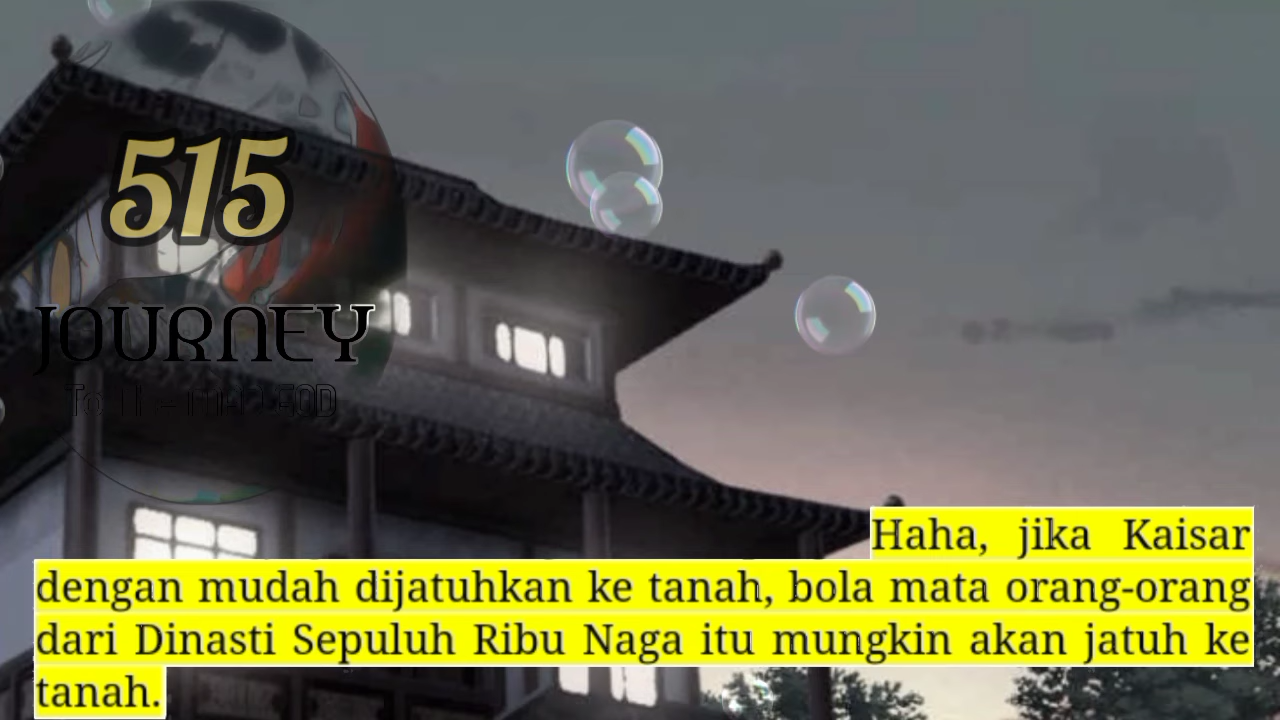 515
JOURNEY
Haha, jika Kaisar
dengan mudah dijatuhkan ke tanah, bola mata orang-orang
dari Dinasti Sepuluh Ribu Naga itu mungkin akan jatuh ke
tanah.